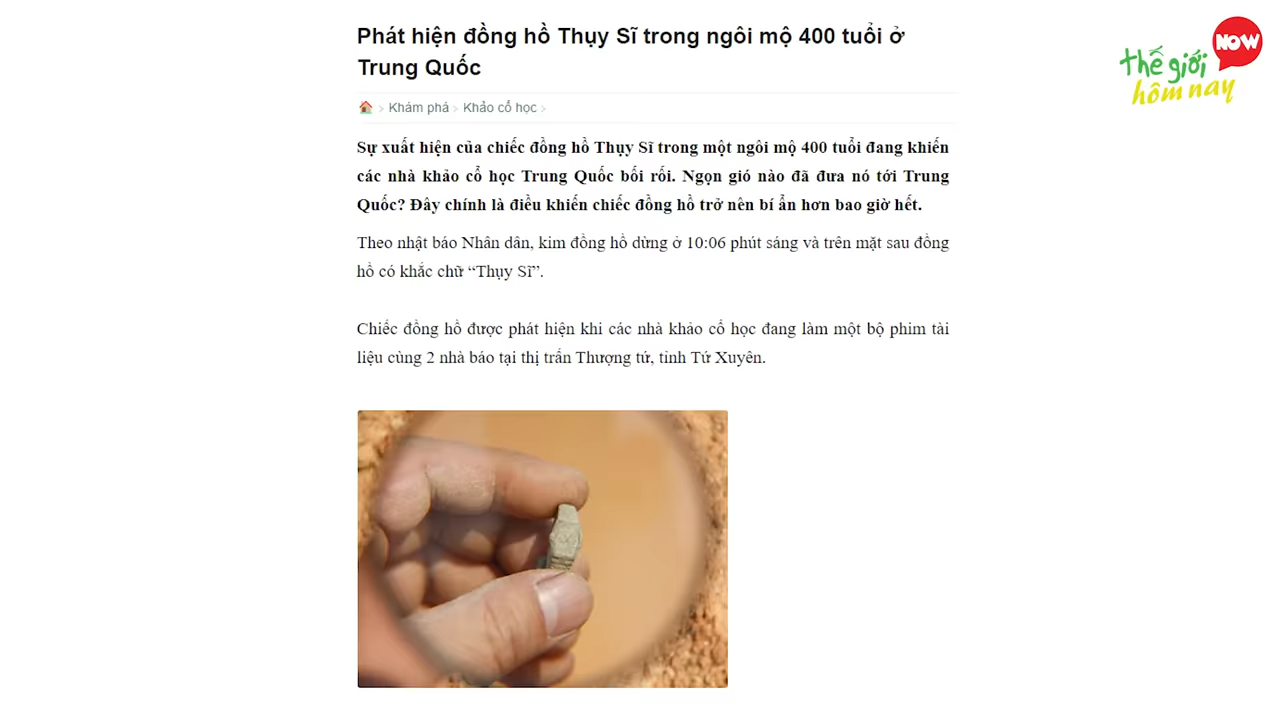 Phát hiện đồng hồ Thụy Sĩ trong ngôi mộ 400 tuổi ở
Trung Quốc
NOW
thế giới
hôm nay
Khám phá > Khảo cổ học >
Sự xuất hiện của chiếc đồng hồ Thụy Sĩ trong một ngôi mộ 400 tuổi đang khiến
các nhà khảo cổ học Trung Quốc bối rối. Ngọn gió nào đã đưa nó tới Trung
Quốc? Đây chính là điều khiến chiếc đồng hồ trở nên bí ẩn hơn bao giờ hết.
Theo nhật báo Nhân dân, kim đồng hồ dừng ở 10:06 phút sáng và trên mặt sau đồng
hồ có khắc chữ “Thụy Sĩ”.
Chiếc đồng hồ được phát hiện khi các nhà khảo cổ học đang làm một bộ phim tài
liệu cùng 2 nhà báo tại thị trấn Thượng tứ, tỉnh Tứ Xuyên.